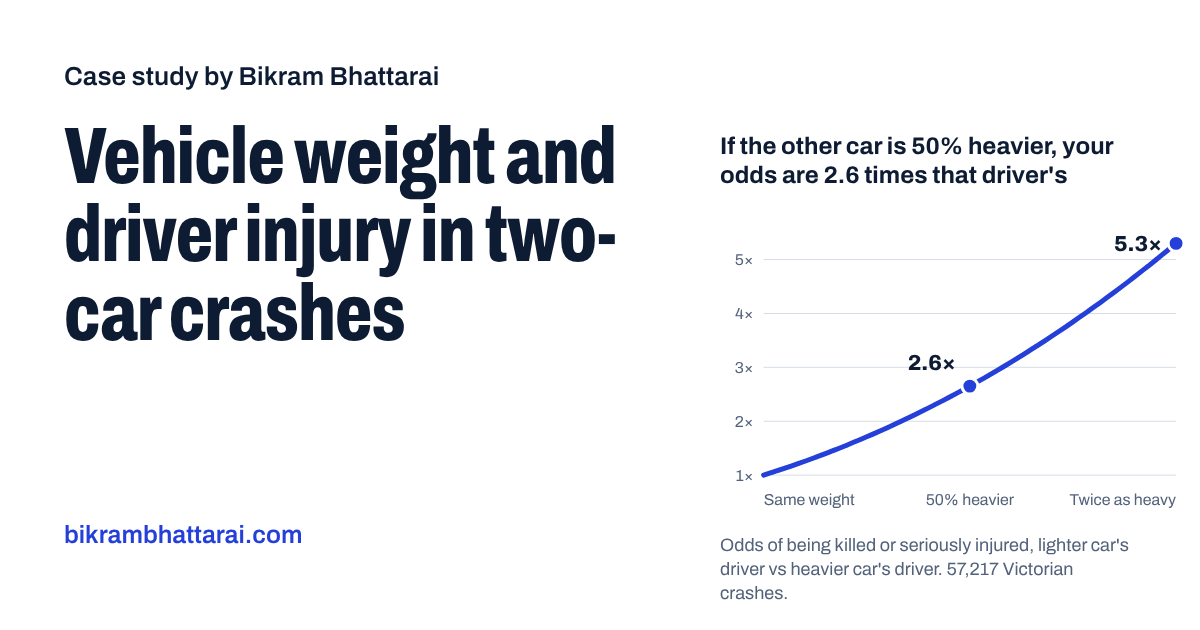 Case study by Bikram Bhattarai
Vehicle weight and
driver injury in two-
car crashes
bikrambhattarai.com
If the other car is 50% heavier, your
odds are 2.6 times that driver's
5.3×
5×
4×
2.6×
3×
2×
1×
Same weight
50% heavier
Twice as heavy
Odds of being killed or seriously injured, lighter car's
driver vs heavier car's driver. 57,217 Victorian
crashes.